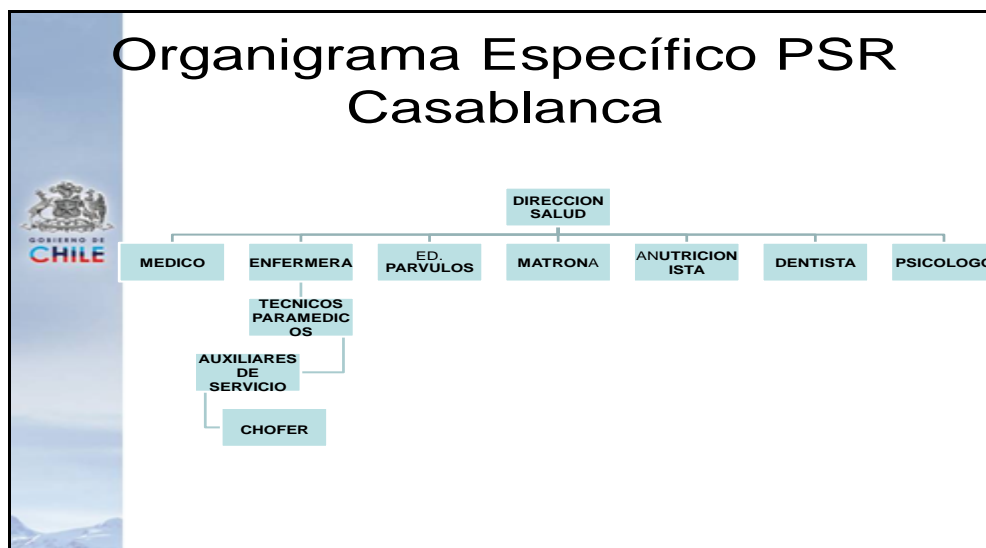 Organigrama Específico PSR
Casablanca
GOBIERNO DE
CHILE
DIRECCION
SALUD
MEDICO
ENFERMERA
ED.
PARVULOS
MATRONA
ANUTRICION
ISTA
DENTISTA
PSICOLOGO
TECNICOS
PARAMEDIC
OS
AUXILIARES
DE
SERVICIO
CHOFER